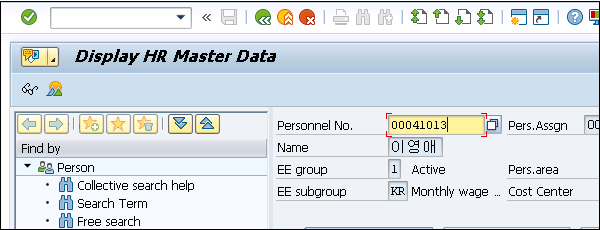 Display HR Master Data
Personnel No. 00041013 Pers.Assgn 00
Name 이영애
Find by
EE group 1 Active Pers.area
Person
EE subgroup KR Monthly wage ... Cost Center
Collective search help
Search Term
Free search